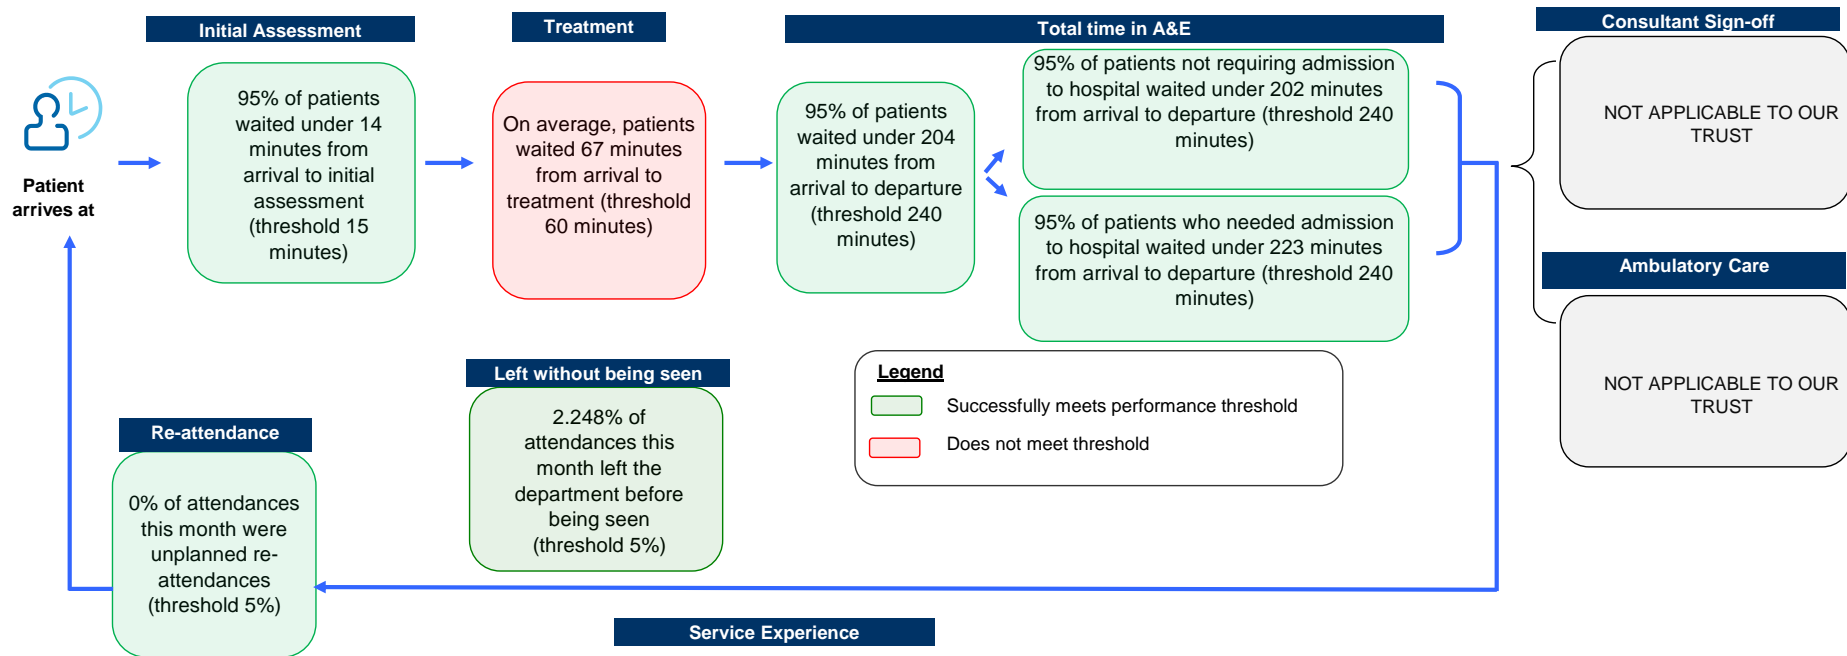 Initial Assessment
Treatment
Total time in A&E
Consultant Sign-off
Patient
arrives at
95% of patients
waited under 14
minutes from
arrival to initial
assessment
(threshold 15
minutes)
On average, patients
waited 67 minutes
from arrival to
treatment (threshold
60 minutes)
95% of patients
waited under 204
minutes from
arrival to departure
(threshold 240
minutes)
95% of patients not requiring admission
to hospital waited under 202 minutes
from arrival to departure (threshold 240
minutes)
95% of patients who needed admission
to hospital waited under 223 minutes
from arrival to departure (threshold 240
minutes)
NOT APPLICABLE TO OUR
TRUST
Ambulatory Care
NOT APPLICABLE TO OUR
TRUST
Left without being seen
2.248% of
attendances this
month left the
department before
being seen
(threshold 5%)
Legend
Successfully meets performance threshold
Does not meet threshold
Re-attendance
0% of attendances
this month were
unplanned re-
attendances
(threshold 5%)
Service Experience